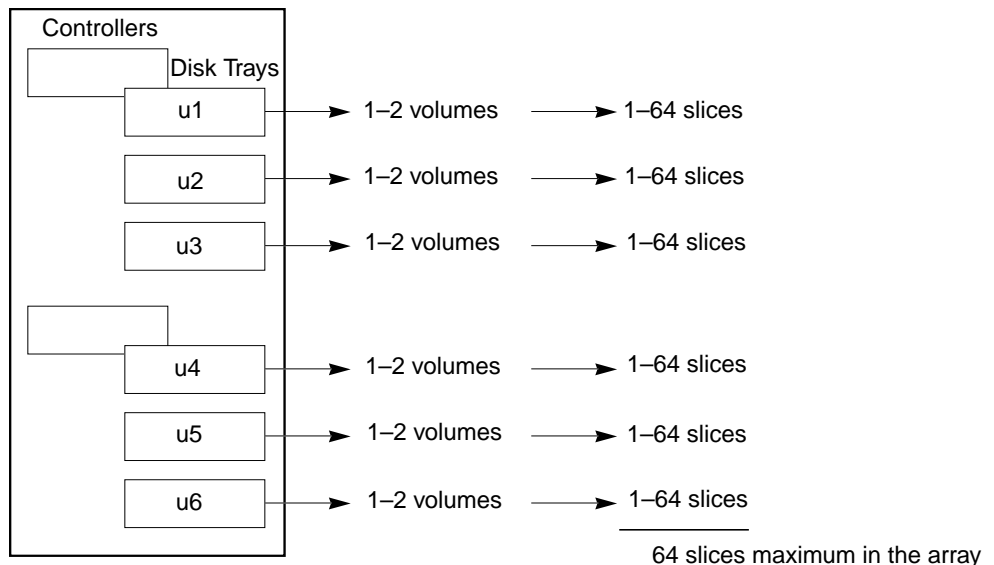 Controllers
Disk Trays
u1 1–2 volumes 1–64 slices
u2 1–2 volumes 1–64 slices
u3 1–2 volumes 1–64 slices
u4 1–2 volumes 1–64 slices
u5 1–2 volumes 1–64 slices
u6 1–2 volumes 1–64 slices
64 slices maximum in the array